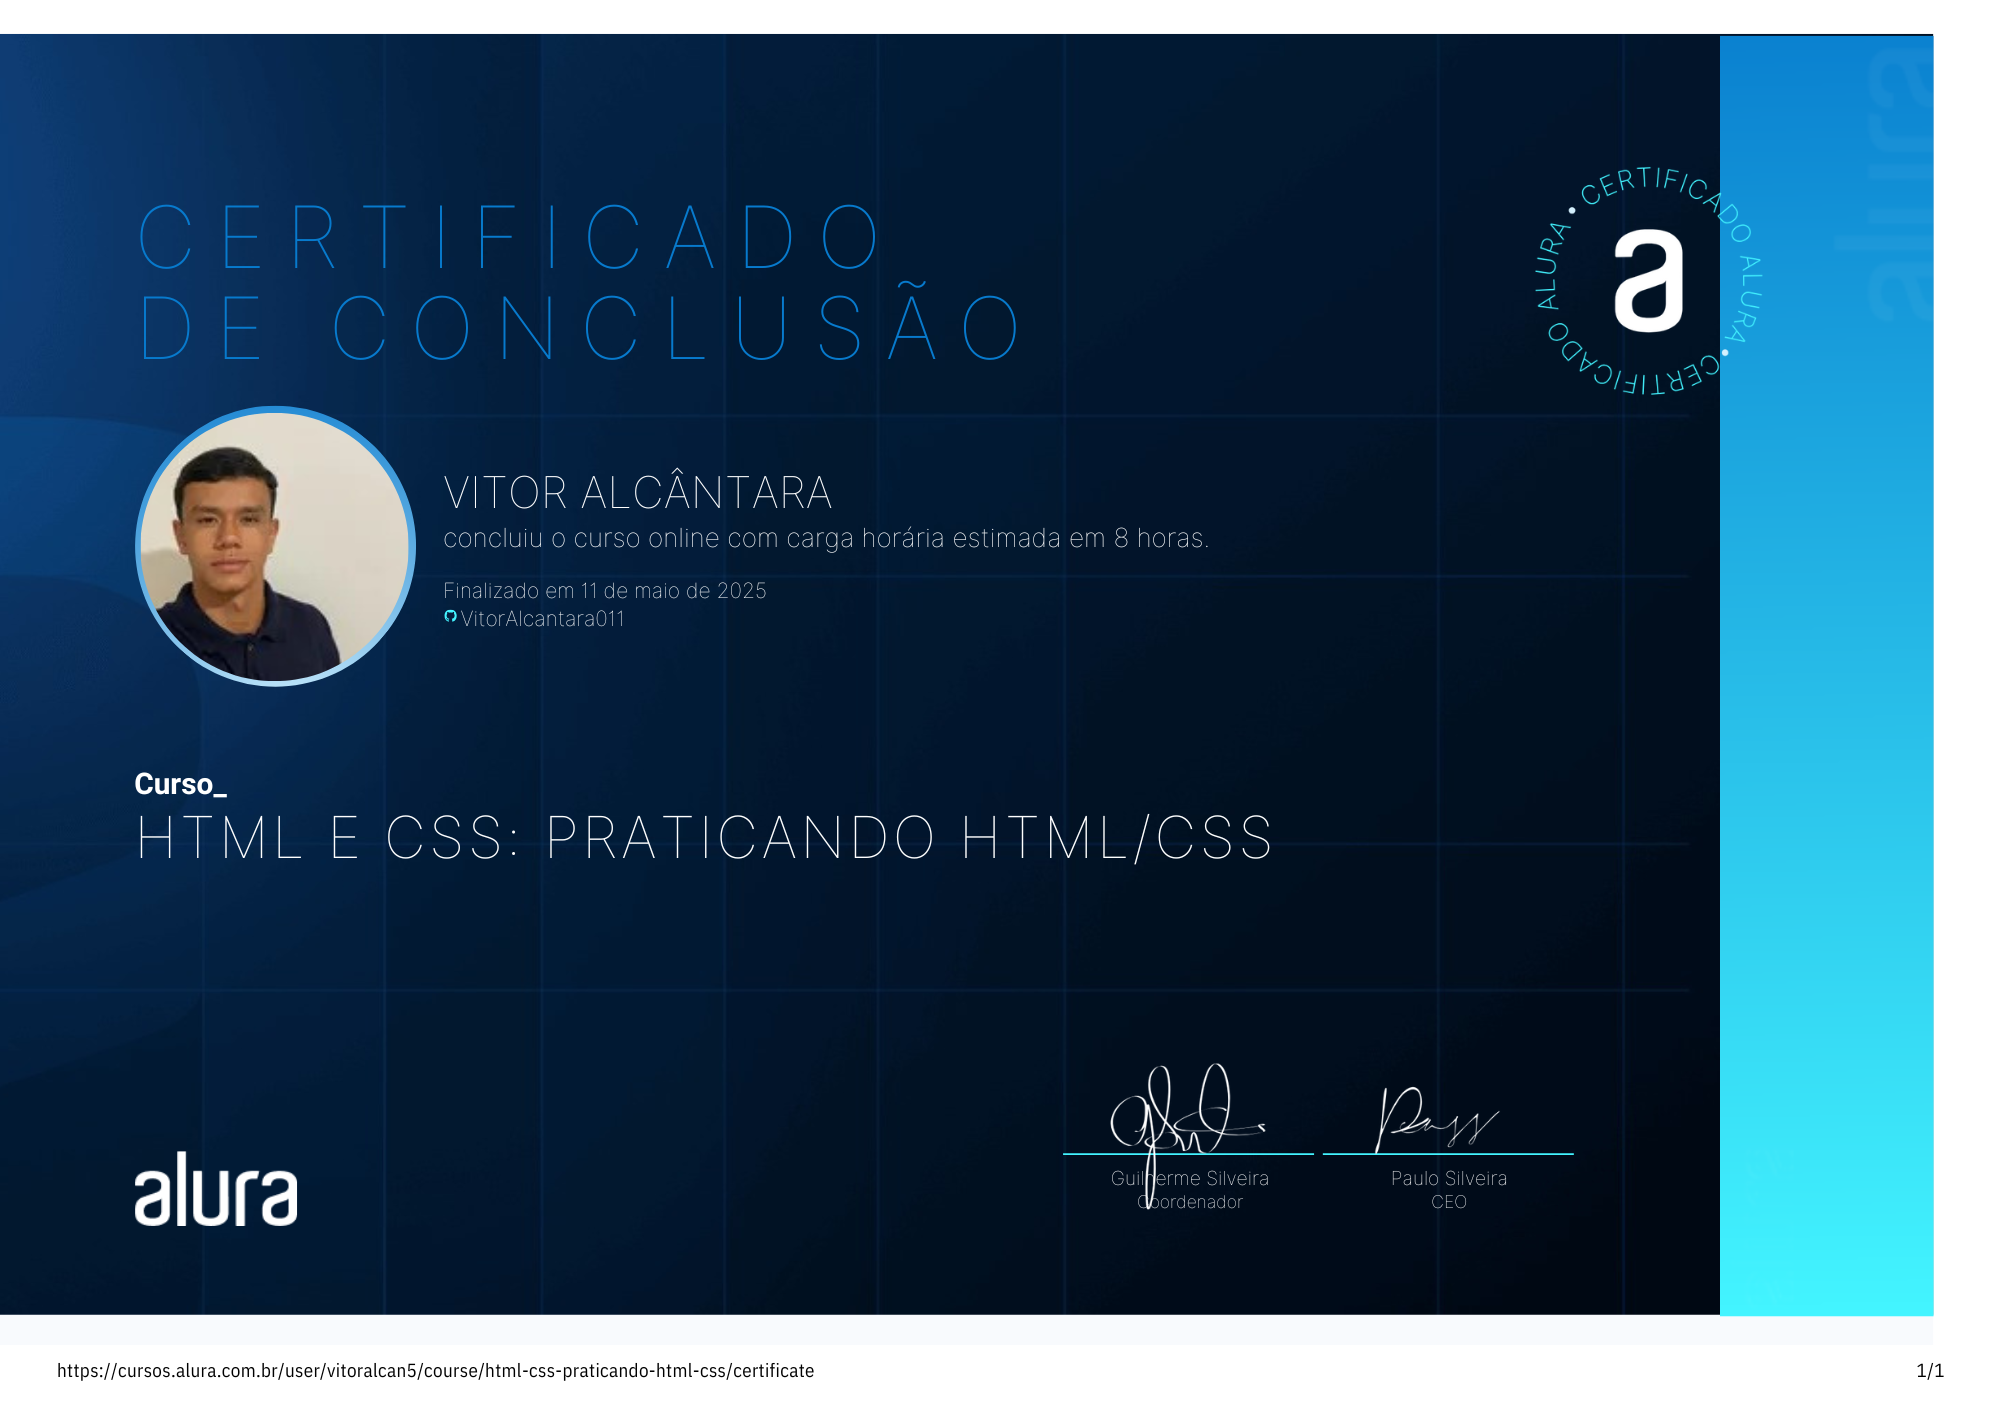 CERTIFICADO
DE CONCLUSÃO
CERTIFICADO ALURA • CERTIFICADO ALURA •
a
alura
VITOR ALCÂNTARA
concluiu o curso online com carga horária estimada em 8 horas.
Finalizado em 11 de maio de 2025
VitorAlcantara011
Curso_
HTML E CSS: PRATICANDO HTML/CSS
alura
Guilherme Silveira
Coordenador
Paulo Silveira
CEO
https://cursos.alura.com.br/user/vitoralcan5/course/html-css-praticando-html-css/certificate
1/1